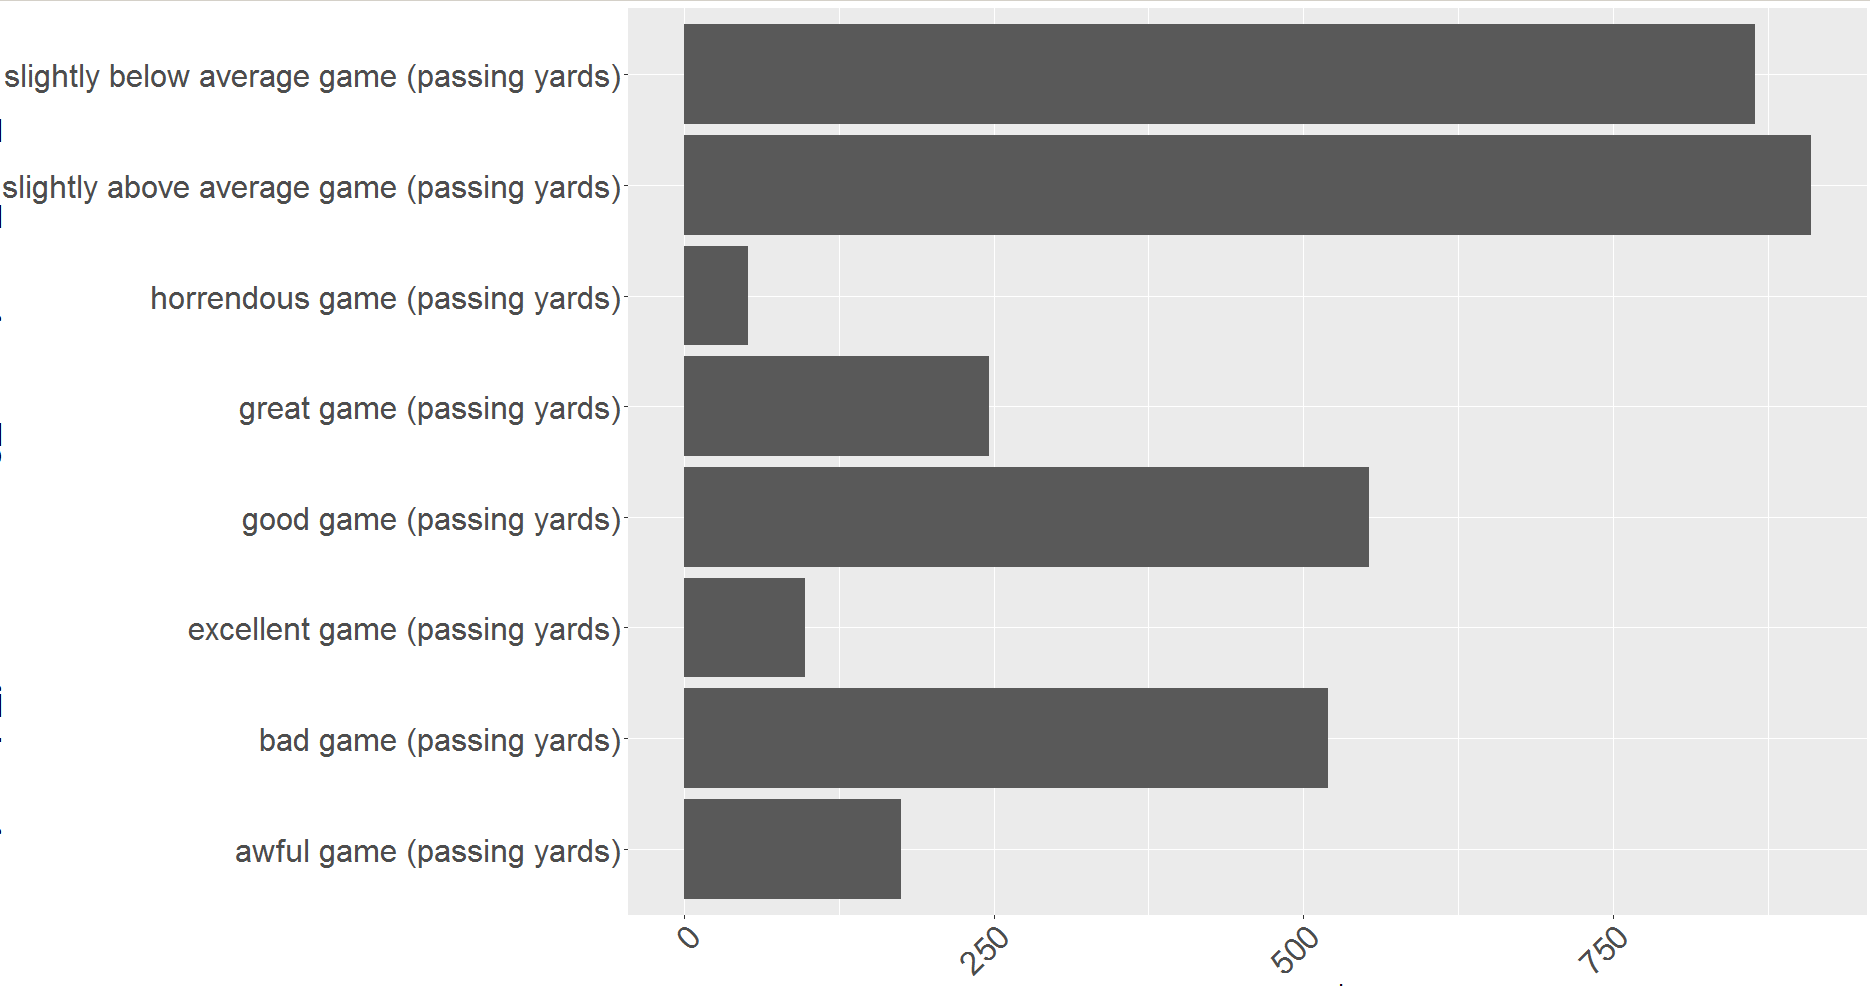 slightly below average game (passing yards)
slightly above average game (passing yards)
horrendous game (passing yards)
great game (passing yards)
good game (passing yards)
excellent game (passing yards)
bad game (passing yards)
awful game (passing yards)
0
250
500
750